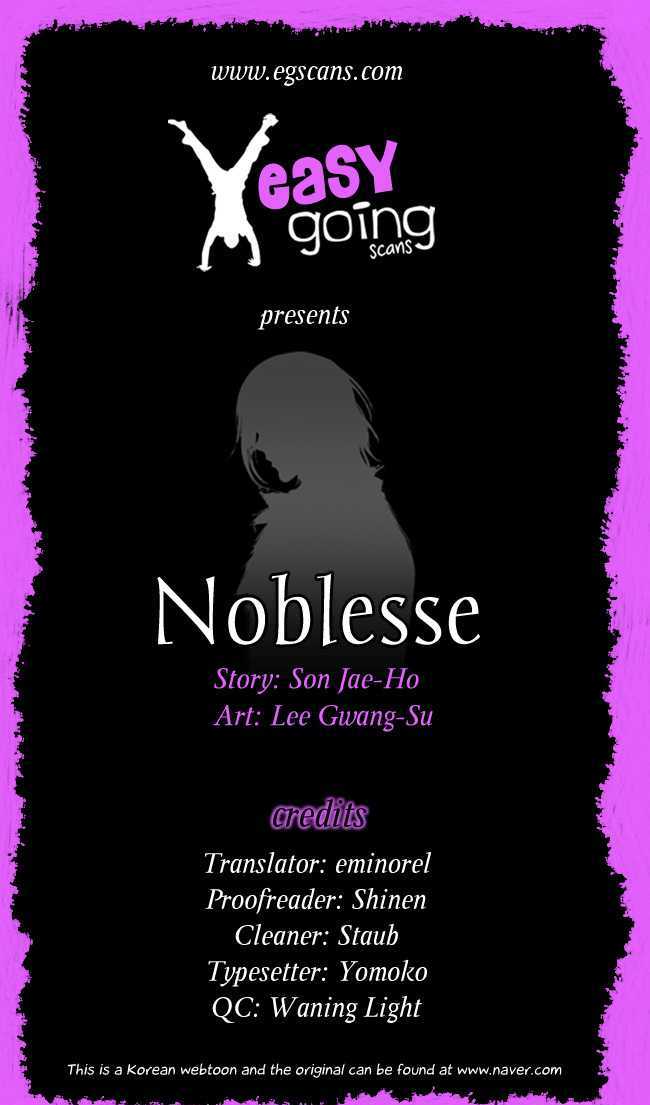 www.egscans.com
easy
going
scans
presents
Noblesse
Story: Son Jae-Ho
Art: Lee Gwang-Su
credits
Translator: eminorel
Proofreader: Shinen
Cleaner: Staub
Typesetter: Yomoko
QC: Waning Light
This is a Korean webtoon and the original can be found at www.naver.com